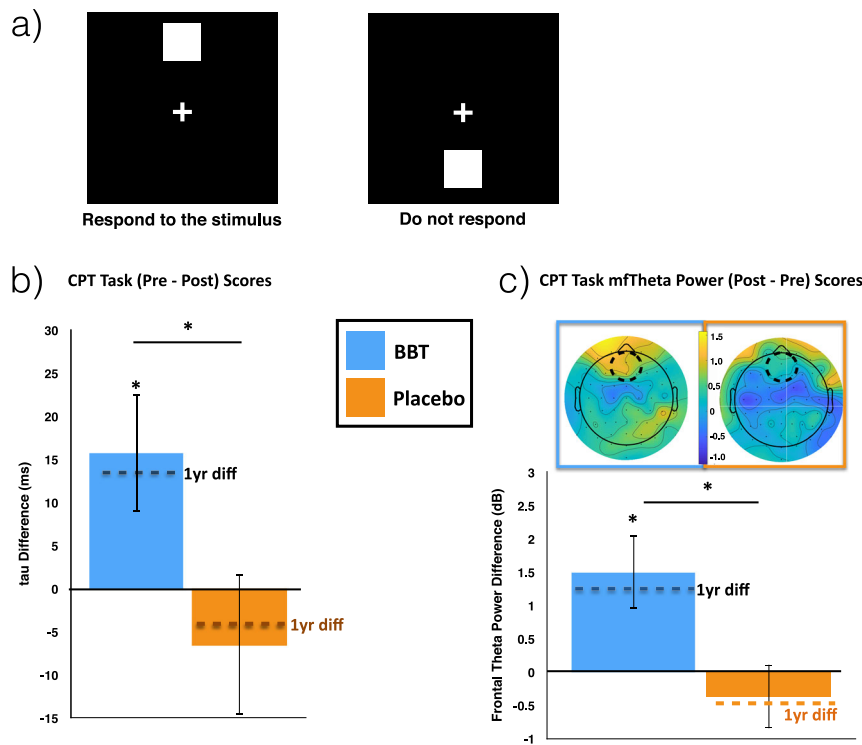 a)
Respond to the stimulus
Do not respond
b)
CPT Task (Pre - Post) Scores
tau Difference (ms)
30
25
20
15
10
5
0
-5
-10
-15
*
*
1yr diff
1yr diff
BBT
Placebo
c)
CPT Task mfTheta Power (Post - Pre) Scores
1.5
1.0
0.5
0
-0.5
-1.0
Frontal Theta Power Difference (dB)
3
2.5
2
1.5
1
0.5
0
-0.5
-1
*
*
1yr diff
1yr diff